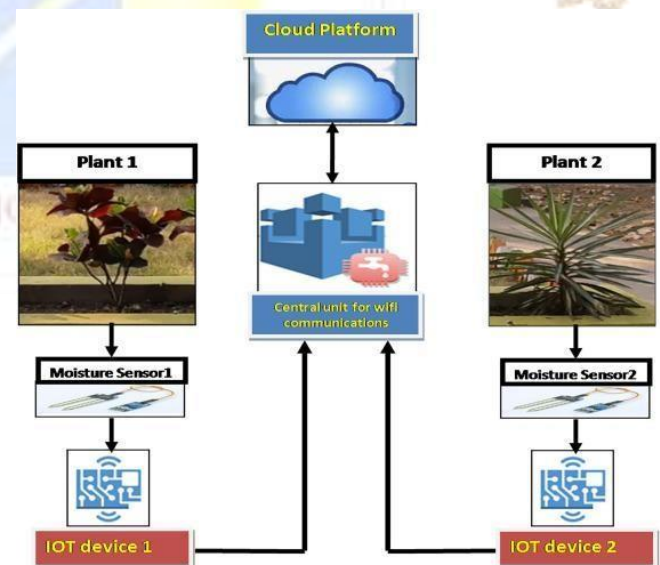 Cloud Platform
Plant 1
Plant 2
Central unit for wifi
communications
Moisture Sensor1
Moisture Sensor2
IOT device 1
IOT device 2